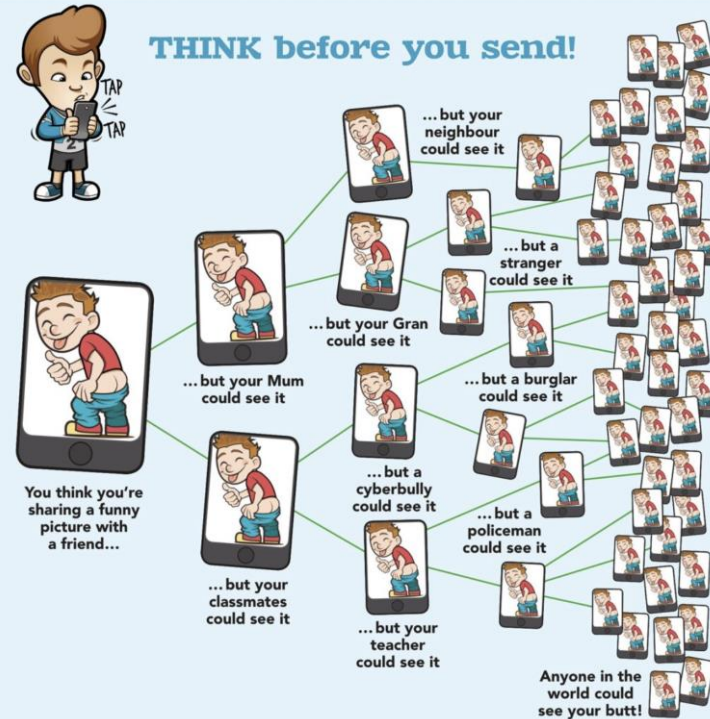 THINK before you send!
TAP
TAP
2
You think you're
sharing a funny
picture with
a friend...
...but your Mum
could see it
...but your
classmates
could see it
...but your
neighbour
could see it
...but your Gran
could see it
...but a
cyberbully
could see it
...but your
teacher
could see it
...but a
stranger
could see it
...but a burglar
could see it
...but a
policeman
could see it
Anyone in the
world could
see your butt!